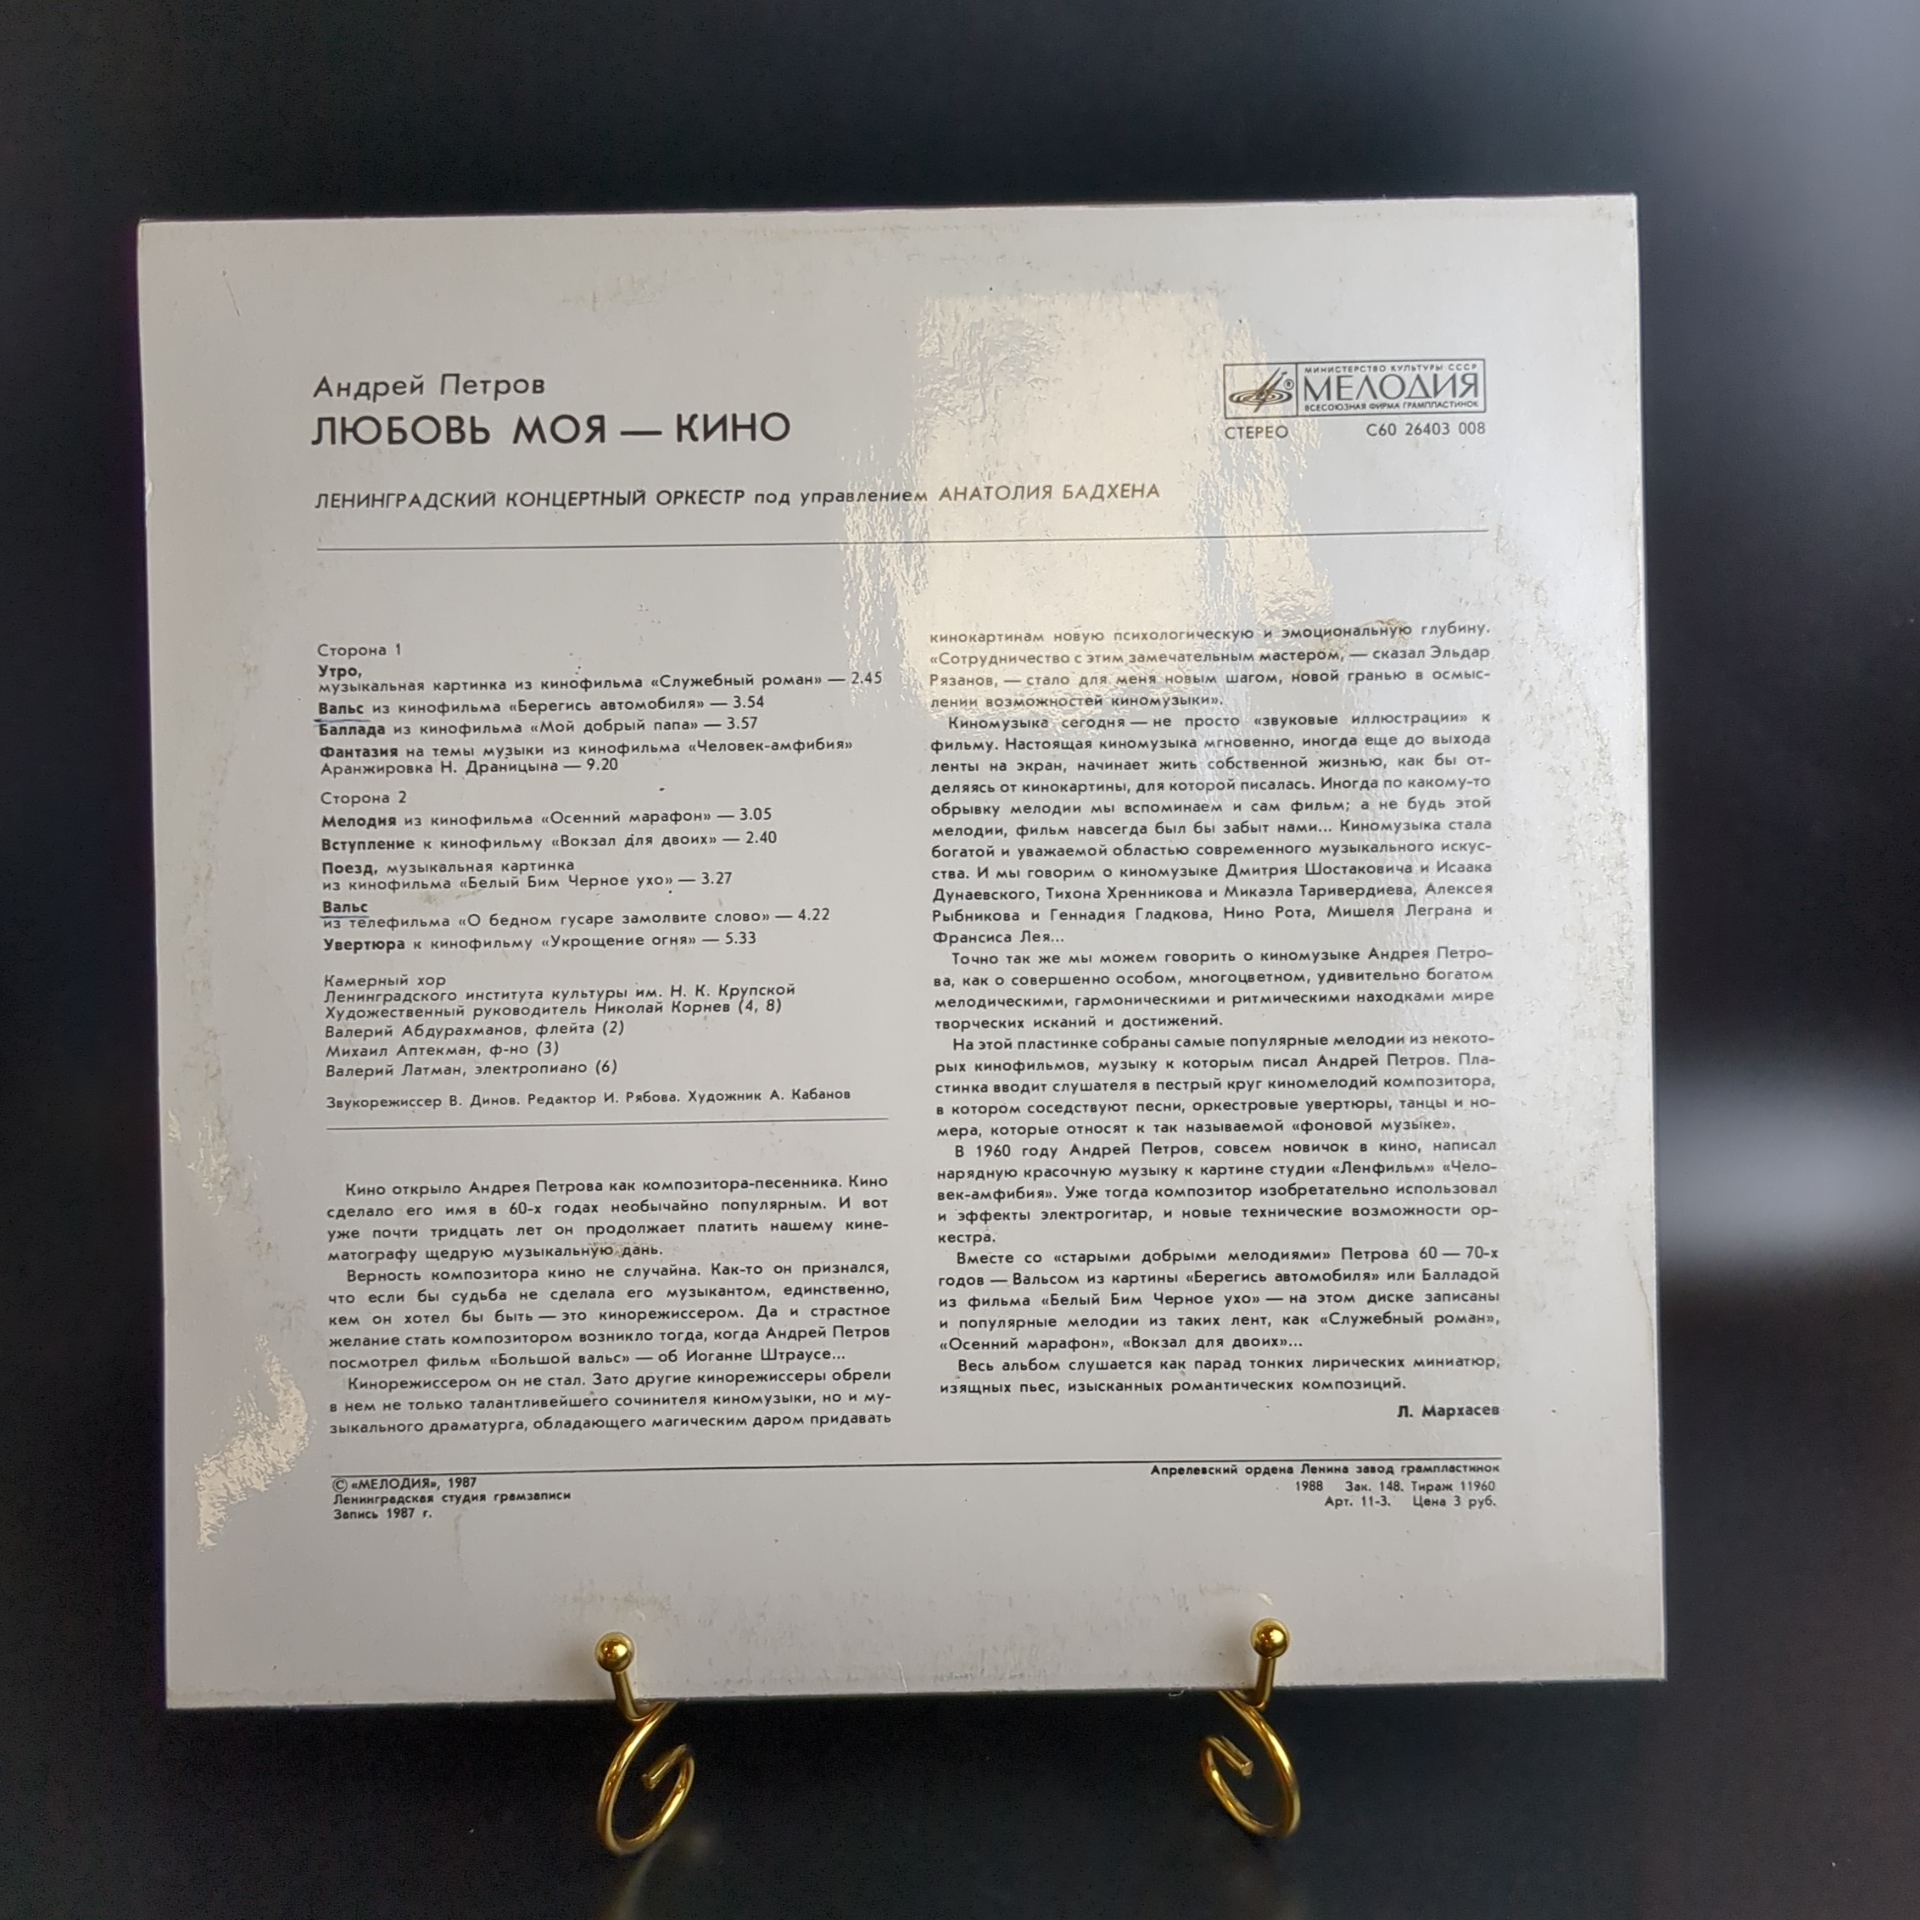 Андрей Петров
ЛЮБОВЬ МОЯ — КИНО
МИНИСТЕРСТВО КУЛЬТУРЫ СССР
МЕЛОДИЯ
ВСЕСОЮЗНАЯ ФИРМА ГРАМПЛАСТИНОК
СТЕРЕО С60 26403 008
ЛЕНИНГРАДСКИЙ КОНЦЕРТНЫЙ ОРКЕСТР под управлением АНАТОЛИЯ БАДХЕНА
Сторона 1
Утро,
музыкальная картинка из кинофильма «Служебный роман» — 2.45
Вальс из кинофильма «Берегись автомобиля» — 3.54
Баллада из кинофильма «Мой добрый папа» — 3.57
Фантазия на темы музыки из кинофильма «Человек-амфибия»
Аранжировка Н. Драницына — 9.20
Сторона 2
Мелодия из кинофильма «Осенний марафон» — 3.05
Вступление к кинофильму «Вокзал для двоих» — 2.40
Поезд, музыкальная картинка
из кинофильма «Белый Бим Черное ухо» — 3.27
Вальс
из телефильма «О бедном гусаре замолвите слово» — 4.22
Увертюра к кинофильму «Укрощение огня» — 5.33
Камерный хор
Ленинградского института культуры им. Н. К. Крупской
Художественный руководитель Николай Корнев (4, 8)
Валерий Абдурахманов, флейта (2)
Михаил Аптекман, ф-но (3)
Валерий Латман, электропиано (6)
Звукорежиссер В. Динов. Редактор И. Рябова. Художник А. Кабанов
Кино открыло Андрея Петрова как композитора-песенника. Кино
сделало его имя в 60-х годах необычайно популярным. И вот
уже почти тридцать лет он продолжает платить нашему кине-
матографу щедрую музыкальную дань.
Верность композитора кино не случайна. Как-то он признался,
что если бы судьба не сделала его музыкантом, единственно,
кем он хотел бы быть — это кинорежиссером. Да и страстное
желание стать композитором возникло тогда, когда Андрей Петров
посмотрел фильм «Большой вальс» — об Иоганне Штраусе...
Кинорежиссером он не стал. Зато другие кинорежиссеры обрели
в нем не только талантливейшего сочинителя киномузыки, но и му-
зыкального драматурга, обладающего магическим даром придавать
кинокартинам новую психологическую и эмоциональную глубину.
«Сотрудничество с этим замечательным мастером, — сказал Эльдар
Рязанов, — стало для меня новым шагом, новой гранью в осмыс-
лении возможностей киномузыки».
Киномузыка сегодня — не просто «звуковые иллюстрации» к
фильму. Настоящая киномузыка мгновенно, иногда еще до выхода
ленты на экран, начинает жить собственной жизнью, как бы от-
деляясь от кинокартины, для которой писалась. Иногда по какому-то
обрывку мелодии мы вспоминаем и сам фильм; а не будь этой
мелодии, фильм навсегда был бы забыт нами... Киномузыка стала
богатой и уважаемой областью современного музыкального искус-
ства. И мы говорим о киномузыке Дмитрия Шостаковича и Исаака
Дунаевского, Тихона Хренникова и Микаэла Таривердиева, Алексея
Рыбникова и Геннадия Гладкова, Нино Рота, Мишеля Леграна и
Франсиса Лея...
Точно так же мы можем говорить о киномузыке Андрея Петро-
ва, как о совершенно особом, многоцветном, удивительно богатом
мелодическими, гармоническими и ритмическими находками мире
творческих исканий и достижений.
На этой пластинке собраны самые популярные мелодии из некото-
рых кинофильмов, музыку к которым писал Андрей Петров. Пла-
стинка вводит слушателя в пестрый круг киномелодий композитора,
в котором соседствуют песни, оркестровые увертюры, танцы и но-
мера, которые относят к так называемой «фоновой музыке».
В 1960 году Андрей Петров, совсем новичок в кино, написал
нарядную красочную музыку к картине студии «Ленфильм» «Чело-
век-амфибия». Уже тогда композитор изобретательно использовал
и эффекты электрогитар, и новые технические возможности ор-
кестра.
Вместе со «старыми добрыми мелодиями» Петрова 60 — 70-х
годов — Вальсом из картины «Берегись автомобиля» или Балладой
из фильма «Белый Бим Черное ухо» — на этом диске записаны
и популярные мелодии из таких лент, как «Служебный роман»,
«Осенний марафон», «Вокзал для двоих»...
Весь альбом слушается как парад тонких лирических миниатюр,
изящных пьес, изысканных романтических композиций.
Л. Мархасев
© «МЕЛОДИЯ», 1987
Ленинградская студия грамзаписи
Запись 1987 г.
Апрелевский ордена Ленина завод грампластинок
1988 Зак. 148. Тираж 11960
Арт. 11-3. Цена 3 руб.